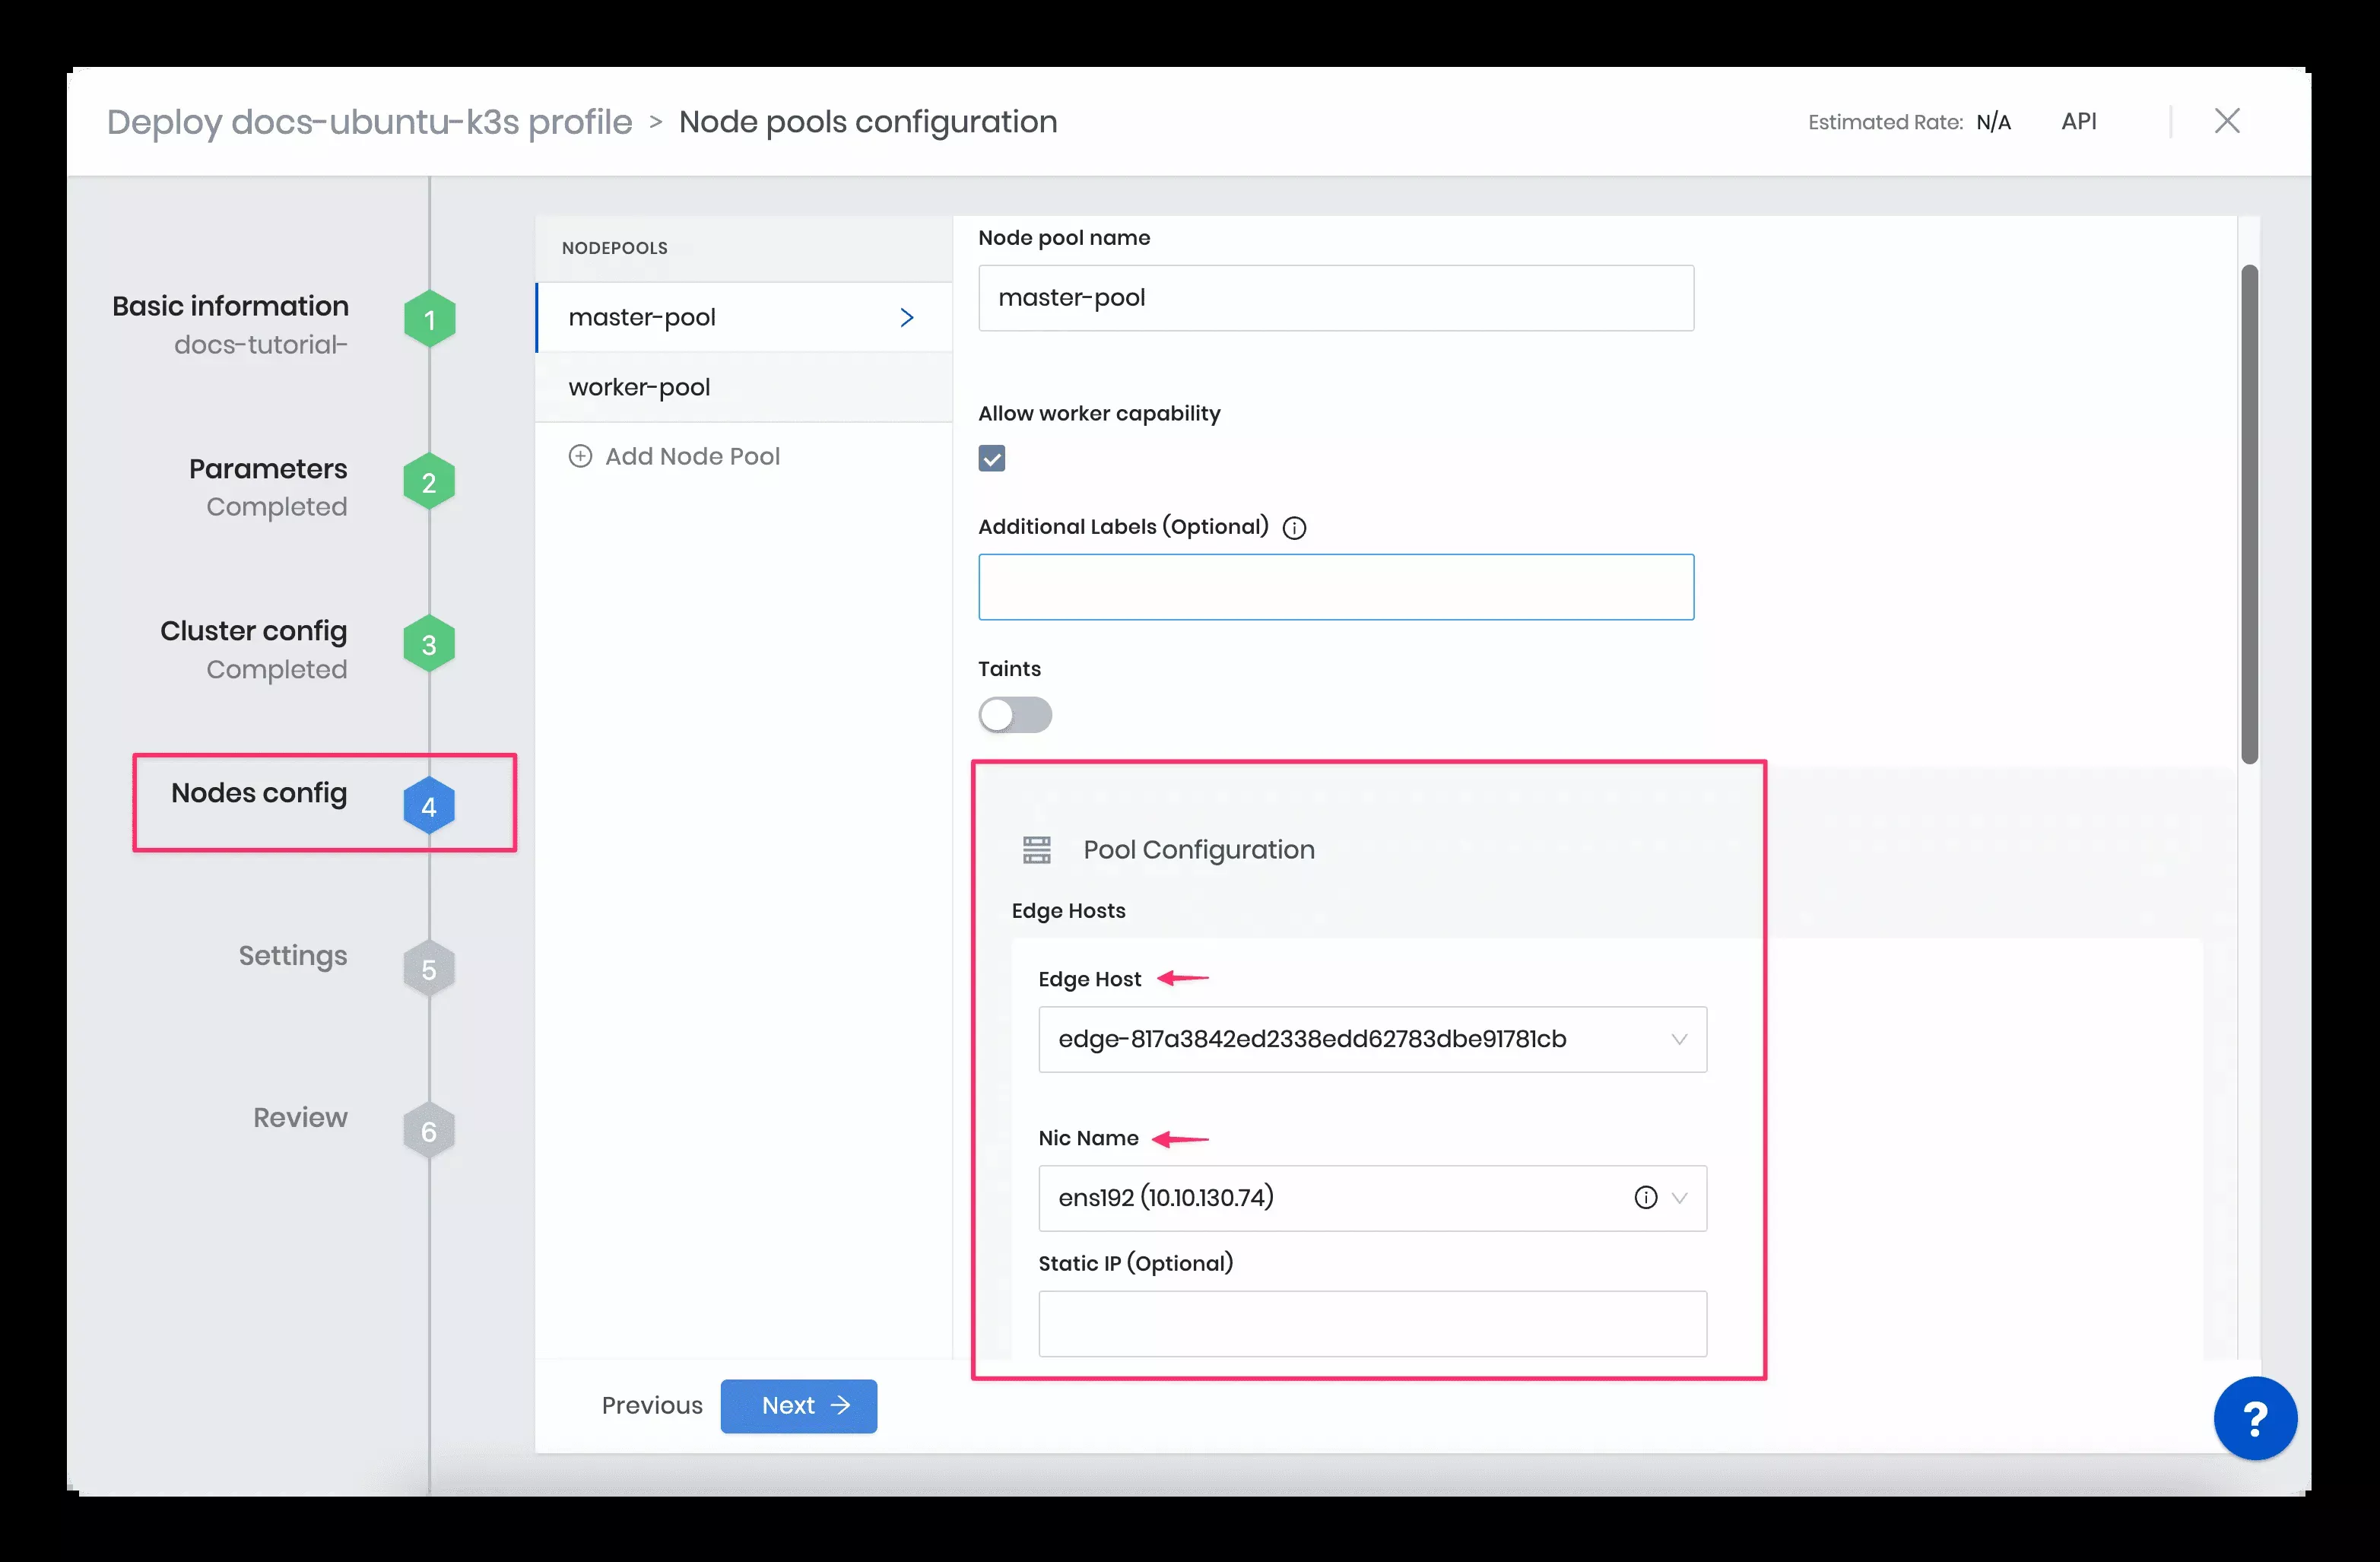 Deploy docs-ubuntu-k3s profile > Node pools configuration
Estimated Rate: N/A
API
Basic information
docs-tutorial-
1
Parameters
Completed
2
Cluster config
Completed
3
Nodes config
4
Settings
5
Review
6
NODEPOOLS
master-pool
worker-pool
Add Node Pool
Node pool name
master-pool
Allow worker capability
Additional Labels (Optional)
Taints
Pool Configuration
Edge Hosts
Edge Host
edge-817a3842ed2338edd62783dbe91781cb
Nic Name
ens192 (10.10.130.74)
Static IP (Optional)
Previous
Next
?